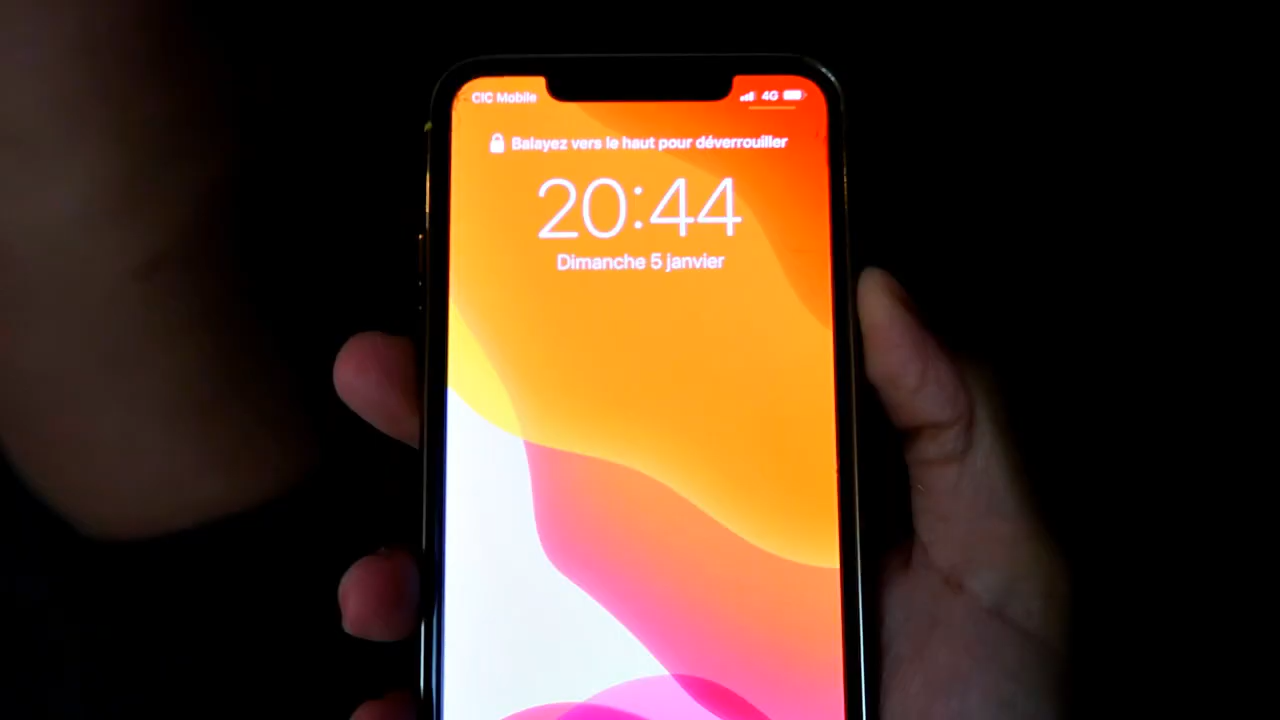 CIC Mobile
4G
Balayez vers le haut pour déverrouiller
20:44
Dimanche 5 janvier